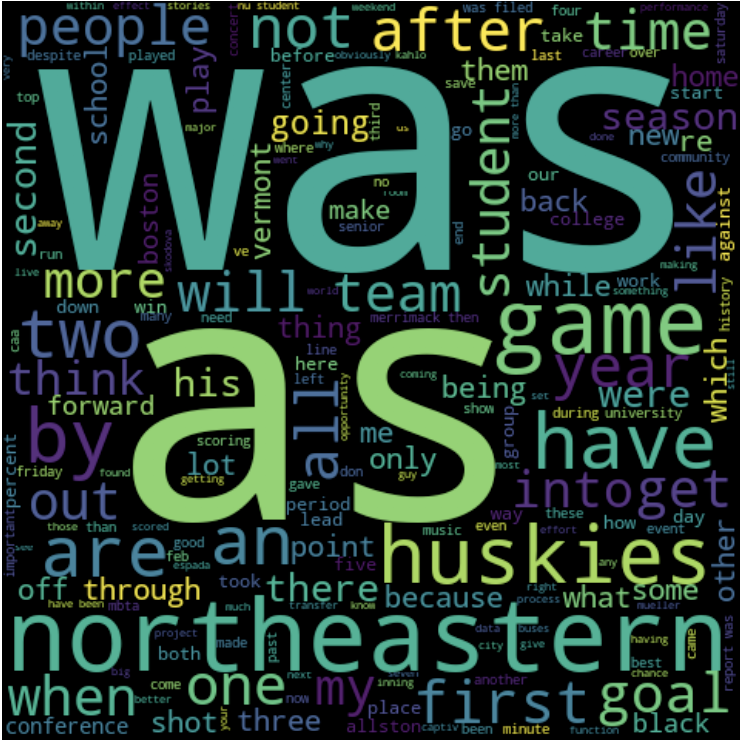 within effect stories concert nu student was filed weekend four performance saturday
people not after time
very despite played before obviously kahlo take last career over
school play center them home
top save start
was
major going third us go student more than season
second where why done new re
went our community
no room
boston vermont make back like
away ve senior end college against
run skodova
live more will team while work making
world need something
down win many thing merrimack then game history
two caa line
think his left here coming being year which
forward all opportunity show were still
as set during university
by scoring me group have
percent lot only most
friday found getting gave don guy
important out period into get
those than scored lead music way these how day
are an good point huskies even effort event any other
see feb espada five
off through took there because what some
have been mbta much transfer know right process mueller
northeastern
project made past data buses city give having report was came
both seven chance
big come next another best
when better one my first goal
your now inning place
conference shot three allston captiv been minute function black